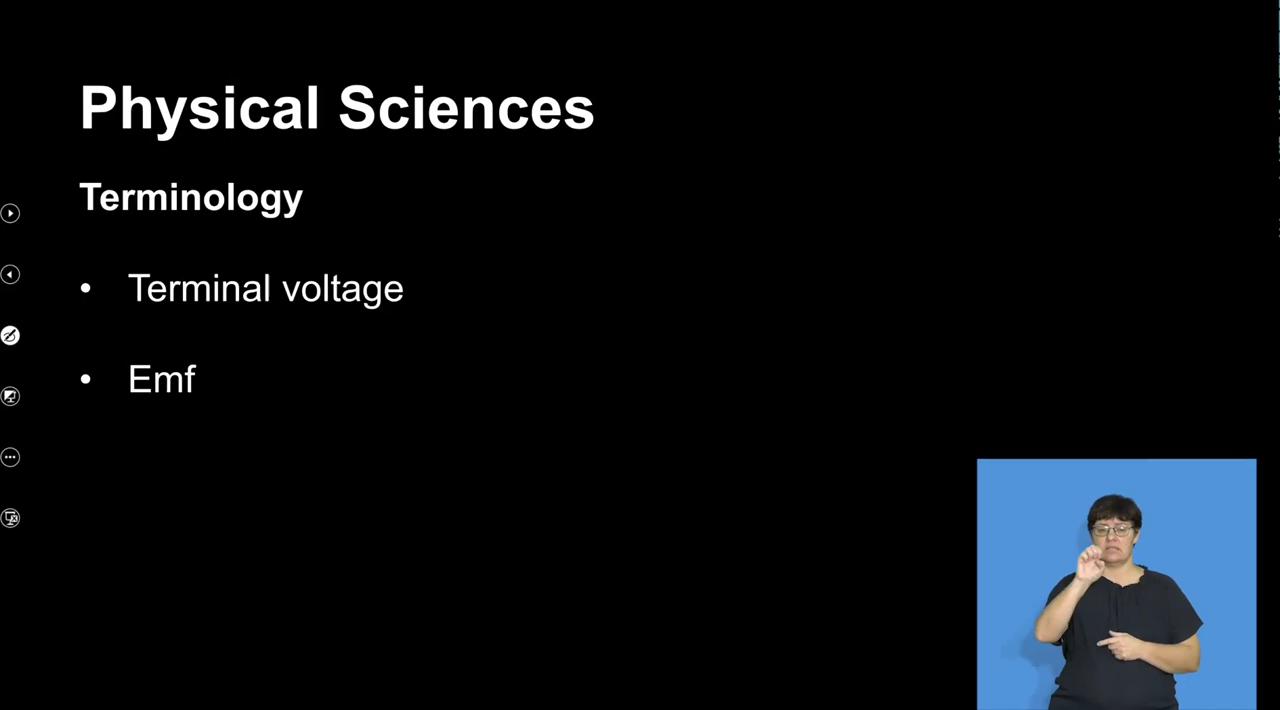 Physical Sciences
Terminology
• Terminal voltage
• Emf